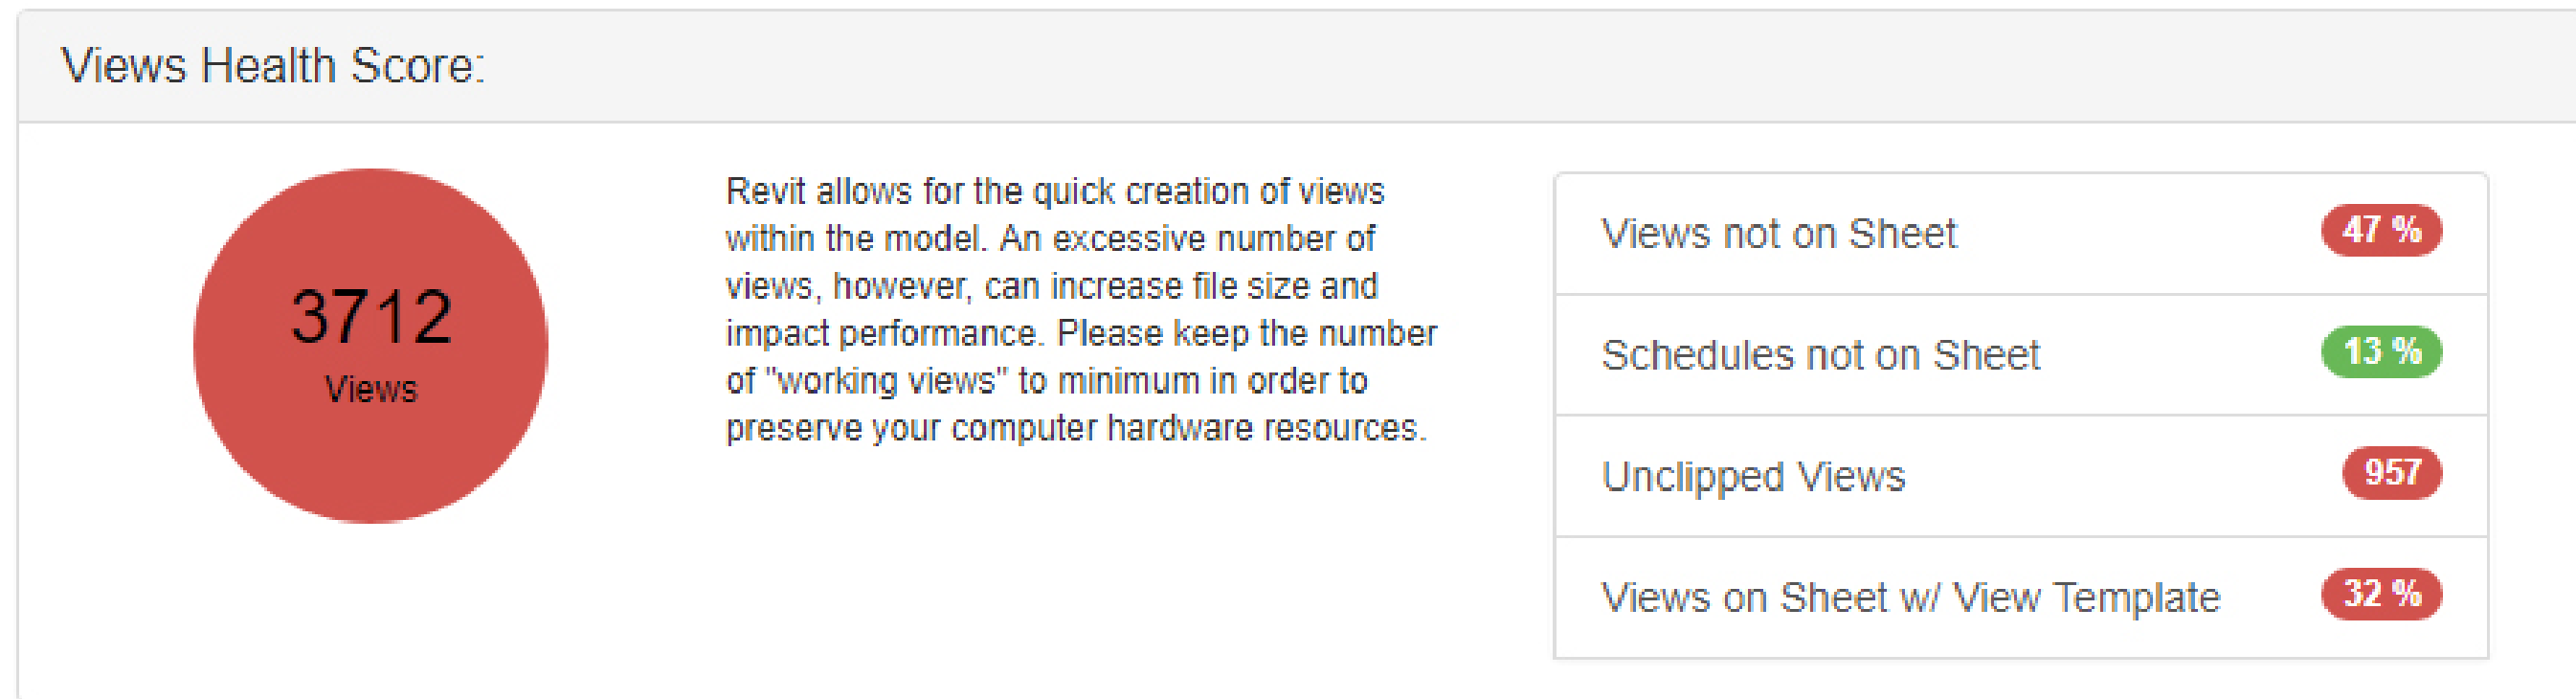 Views Health Score:
3712
Views
Revit allows for the quick creation of views
within the model. An excessive number of
views, however, can increase file size and
impact performance. Please keep the number
of "working views" to minimum in order to
preserve your computer hardware resources.
Views not on Sheet 47 %
Schedules not on Sheet 13 %
Unclipped Views 957
Views on Sheet w/ View Template 32 %